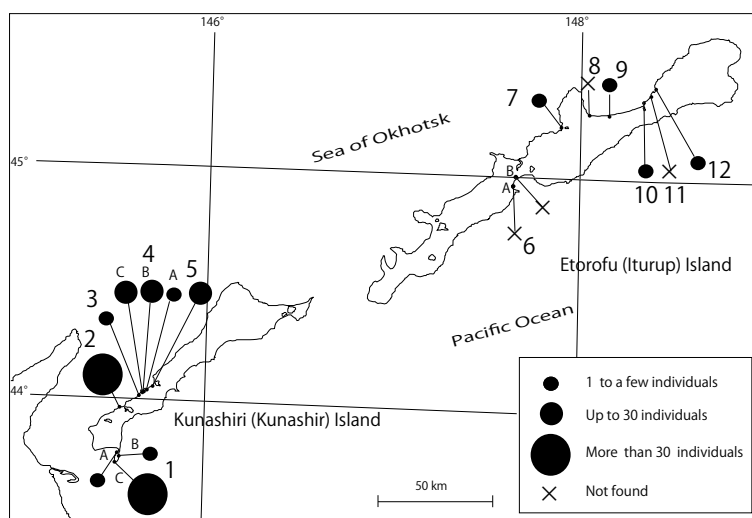 146°
148°
8
9
7
Sea of Okhotsk
45°
B
A
10
11
12
6
Etorofu (Iturup) Island
4
C
B
A
5
3
2
Pacific Ocean
44°
Kunashiri (Kunashir) Island
A
B
C
1
50 km
1 to a few individuals
Up to 30 individuals
More than 30 individuals
Not found